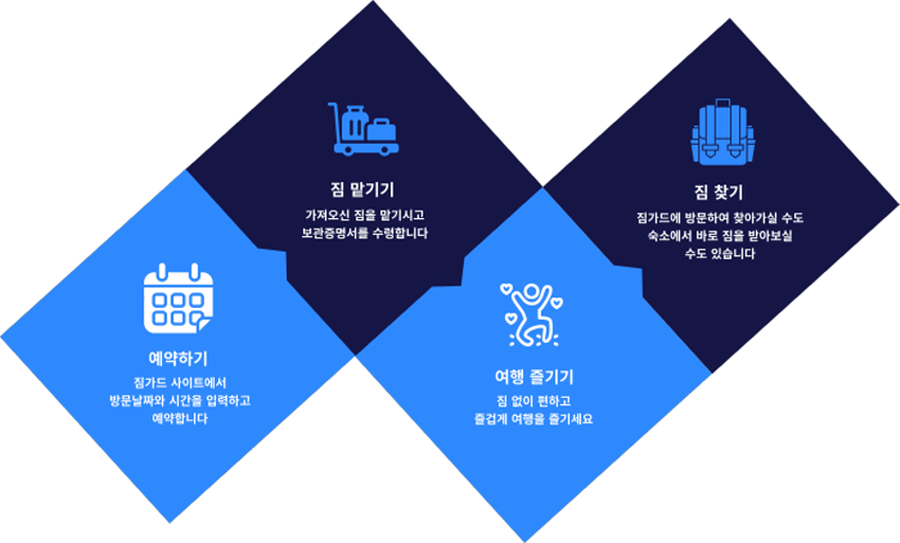 예약하기
짐가드 사이트에서
방문날짜와 시간을 입력하고
예약합니다
짐 맡기기
가져오신 짐을 맡기시고
보관증명서를 수령합니다
여행 즐기기
짐 없이 편하고
즐겁게 여행을 즐기세요
짐 찾기
짐가드에 방문하여 찾아가실 수도
숙소에서 바로 짐을 받아보실
수도 있습니다